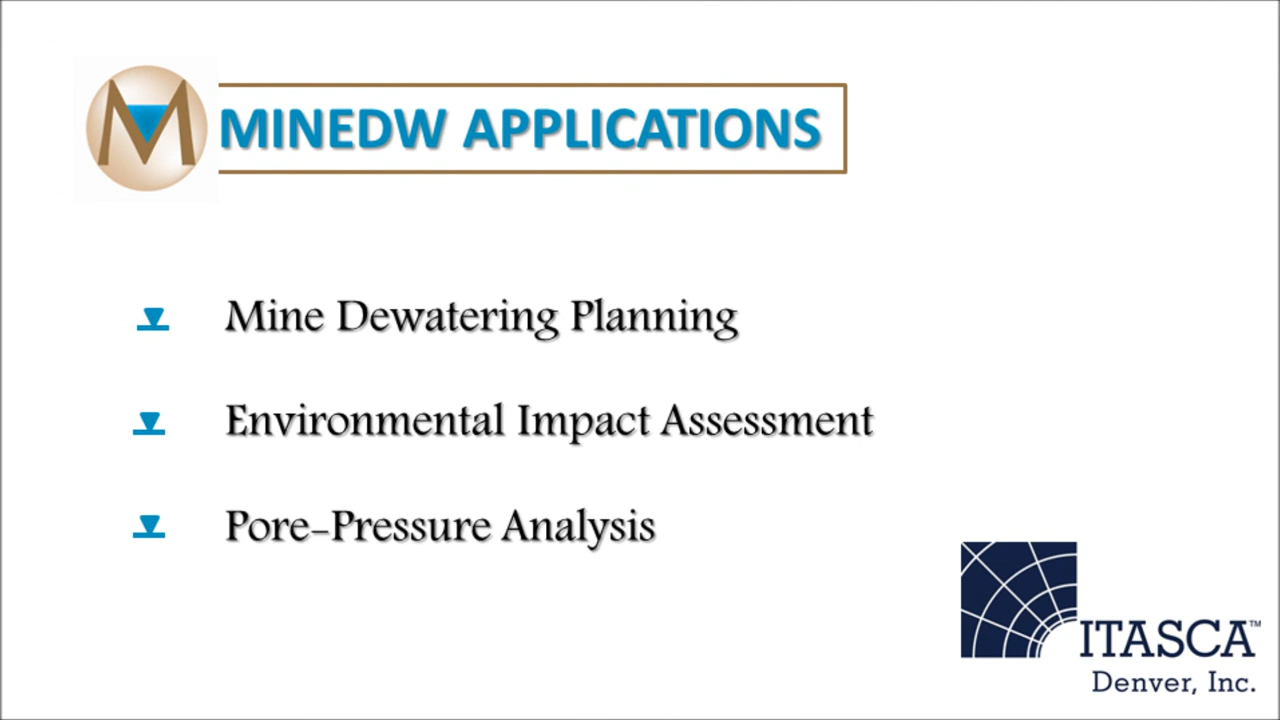 MINEDW APPLICATIONS
Mine Dewatering Planning
Environmental Impact Assessment
Pore-Pressure Analysis
ITASCA™
Denver, Inc.